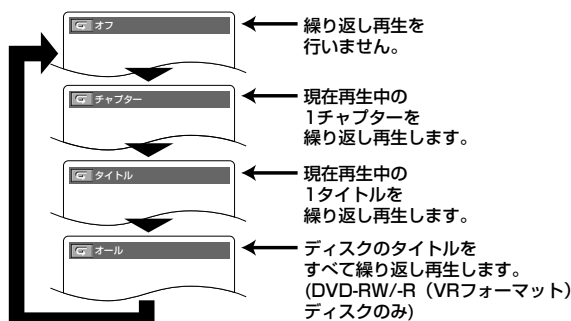 オフ
繰り返し再生を
行いません。
チャプター
現在再生中の
1チャプターを
繰り返し再生します。
タイトル
現在再生中の
1タイトルを
繰り返し再生します。
オール
ディスクのタイトルを
すべて繰り返し再生します。
(DVD-RW/-R（VRフォーマット）
ディスクのみ)